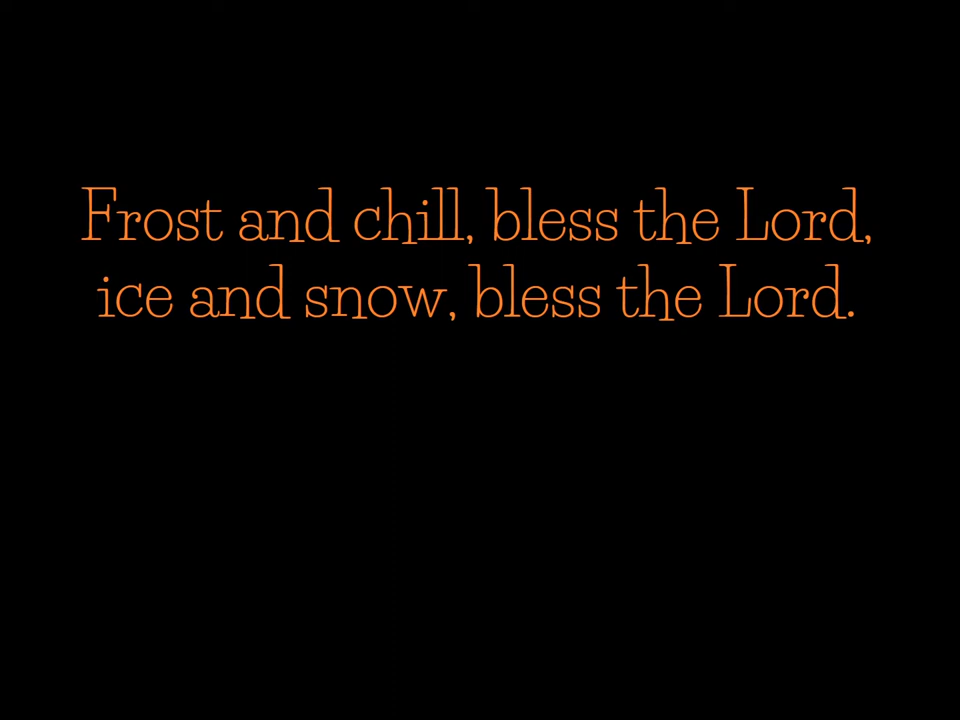 Frost and chill, bless the Lord,
ice and snow, bless the Lord.